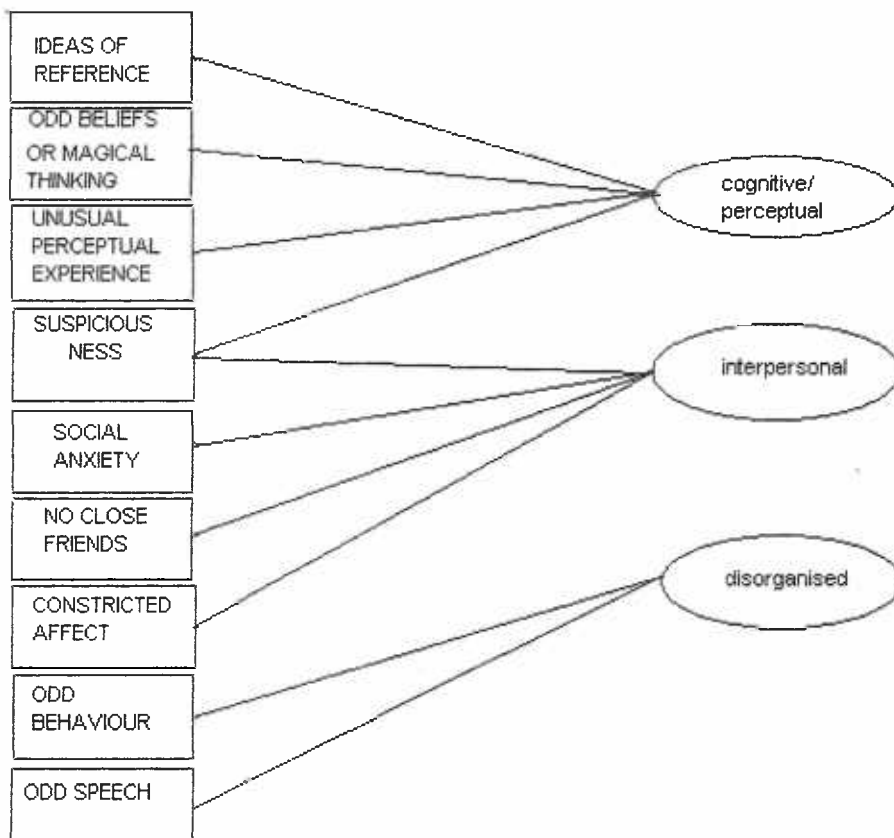 IDEAS OF
REFERENCE
ODD BELIEFS
OR MAGICAL
THINKING
UNUSUAL
PERCEPTUAL
EXPERIENCE
SUSPICIOUS
NESS
SOCIAL
ANXIETY
NO CLOSE
FRIENDS
CONSTRICTED
AFFECT
ODD
BEHAVIOUR
ODD SPEECH
cognitive/
perceptual
interpersonal
disorganised